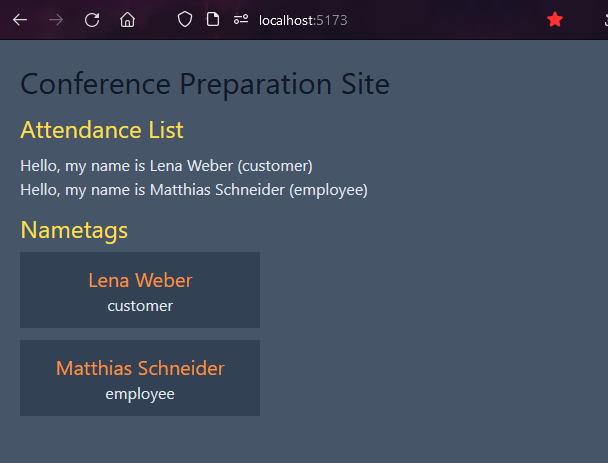 localhost:5173
Conference Preparation Site
Attendance List
Hello, my name is Lena Weber (customer)
Hello, my name is Matthias Schneider (employee)
Nametags
Lena Weber
customer
Matthias Schneider
employee